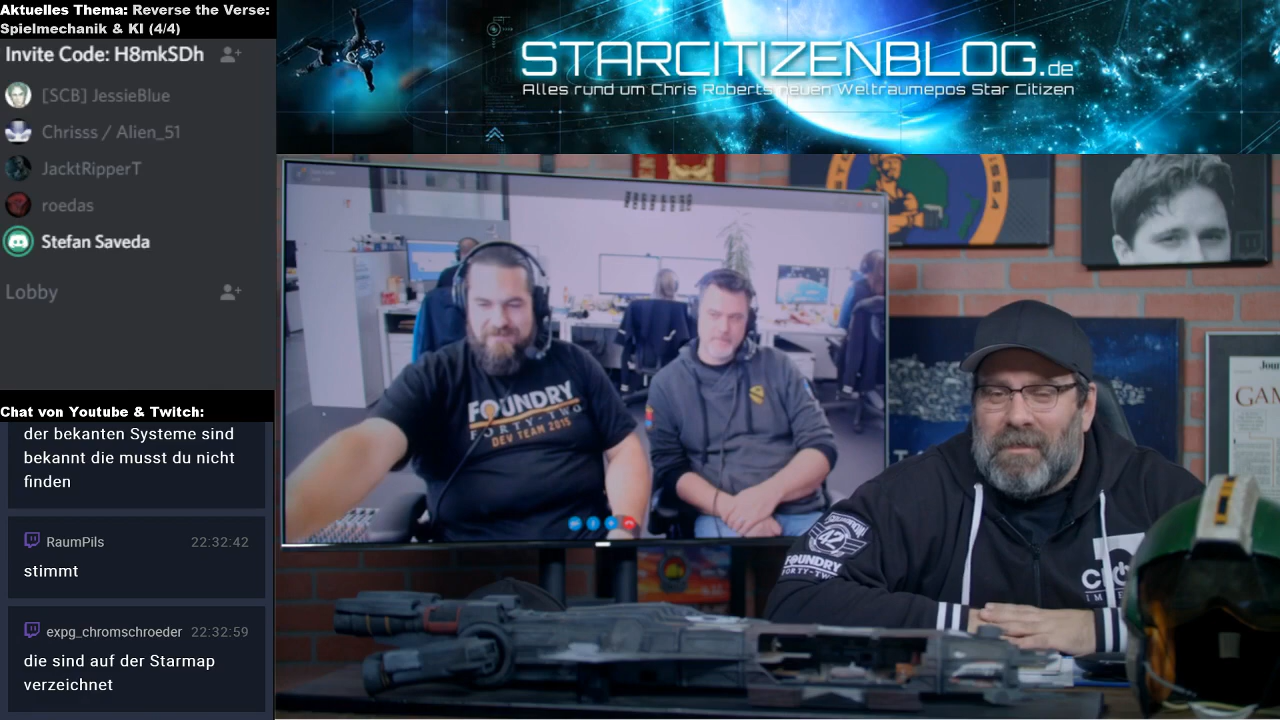 Aktuelles Thema: Reverse the Verse:
Spielmechanik & KI (4/4)
Invite Code: H8mkSDh
[SCB] JessieBlue
Chrisss / Alien_51
JacktRipperT
roedas
Stefan Saveda
Lobby
Chat von Youtube & Twitch:
der bekanten Systeme sind
bekannt die musst du nicht
finden
RaumPils 22:32:42
stimmt
expg_chromschroeder 22:32:59
die sind auf der Starmap
verzeichnet
STARCITIZENBLOG.de
Alles rund um Chris Roberts neuen Weltraumepos Star Citizen
FOUNDRY
FORTY-TWO
DEV TEAM 2015
42
FOUNDRY
GAM